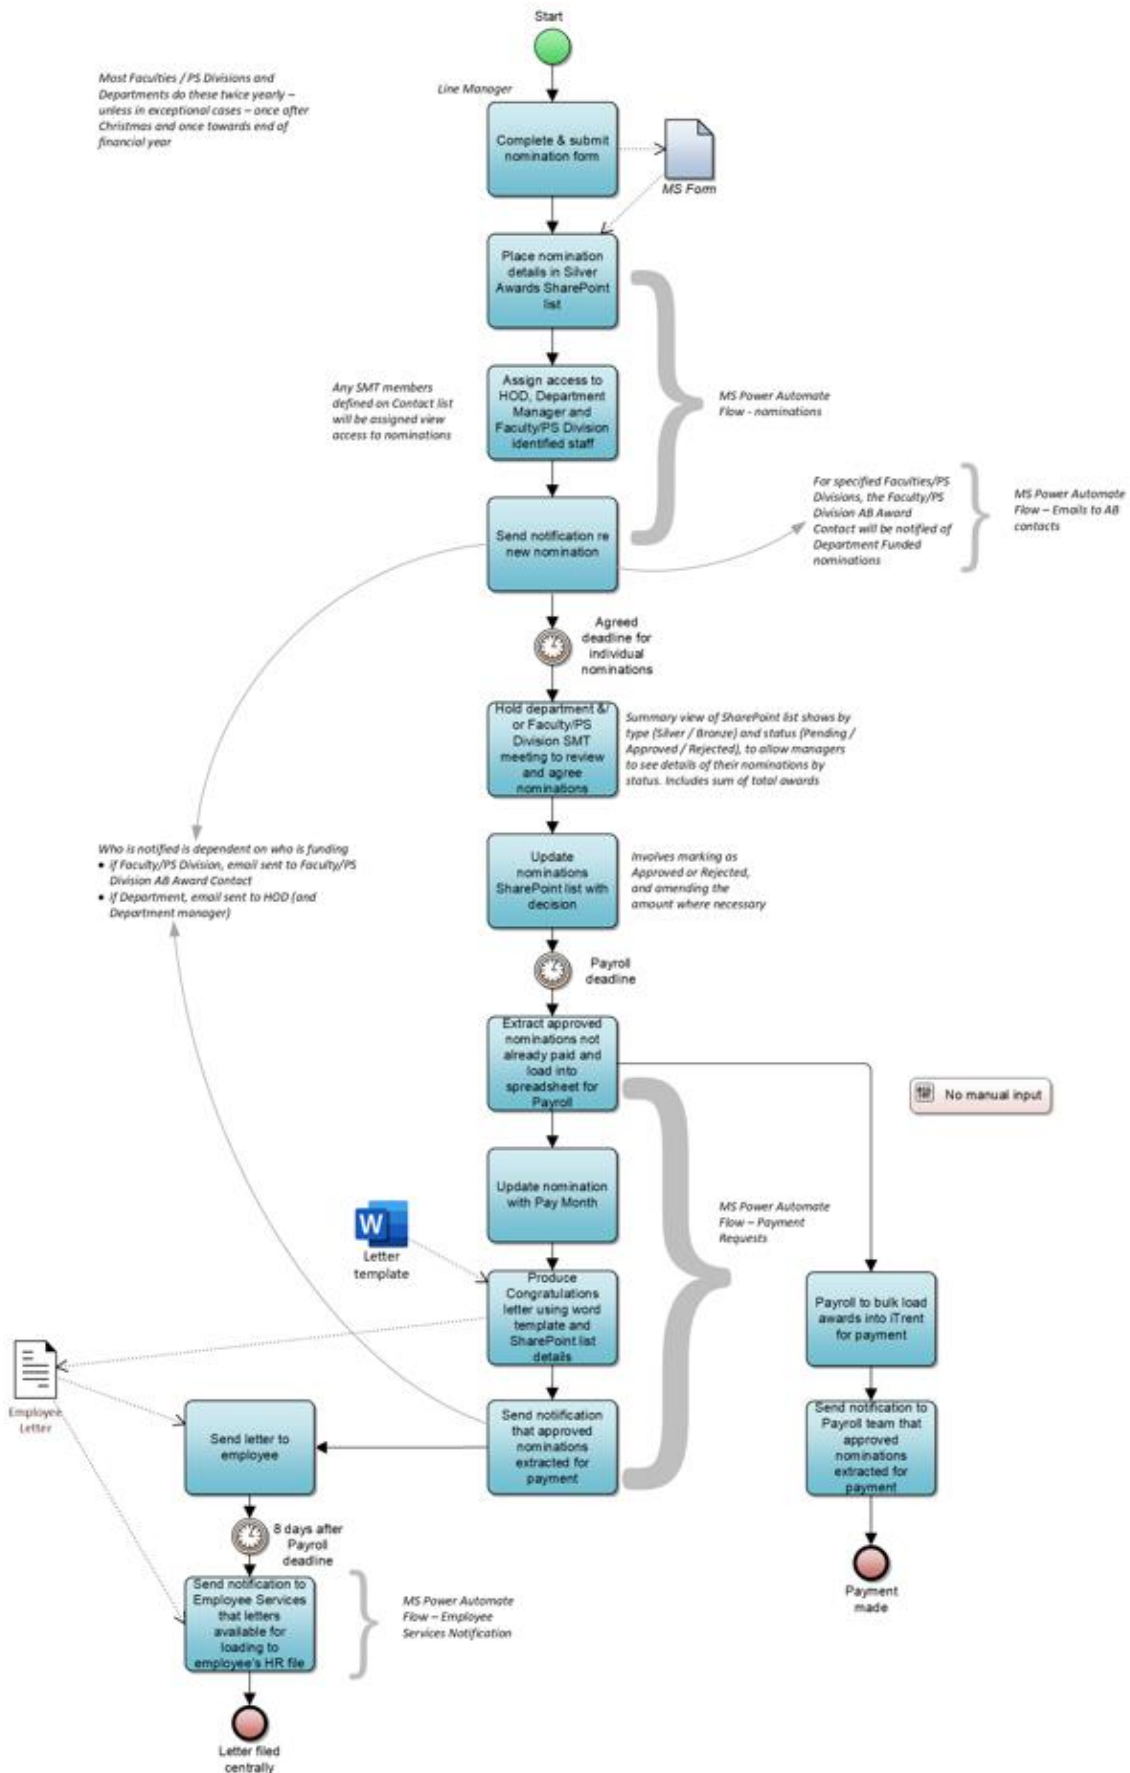 Start
Most Faculties / PS Divisions and
Departments do these twice yearly –
unless in exceptional cases – once after
Christmas and once towards end of
financial year
Line Manager
Complete & submit
nomination form
MS Form
Place nomination
details in Silver
Awards SharePoint
list
Any SMT members
defined on Contact list
will be assigned view
access to nominations
Assign access to
HOD, Department
Manager and
Faculty/PS Division
identified staff
MS Power Automate
Flow - nominations
Send notification re
new nomination
For specified Faculties/PS
Divisions, the Faculty/PS
Division AB Award
Contact will be notified of
Department Funded
nominations
MS Power Automate
Flow – Emails to AB
contacts
Agreed
deadline for
individual
nominations
Hold department &/
or Faculty/PS
Division SMT
meeting to review
and agree
nominations
Summary view of SharePoint list shows by
type (Silver / Bronze) and status (Pending /
Approved / Rejected), to allow managers
to see details of their nominations by
status. Includes sum of total awards
Who is notified is dependent on who is funding
• if Faculty/PS Division, email sent to Faculty/PS
Division AB Award Contact
• if Department, email sent to HOD (and
Department manager)
Update
nominations
SharePoint list with
decision
Involves marking as
Approved or Rejected,
and amending the
amount where necessary
Payroll
deadline
Extract approved
nominations not
already paid and
load into
spreadsheet for
Payroll
No manual input
Update nomination
with Pay Month
MS Power Automate
Flow – Payment
Requests
W
Letter
template
Produce
Congratulations
letter using word
template and
SharePoint list
details
Payroll to bulk load
awards into iTrent
for payment
Employee
Letter
Send letter to
employee
Send notification
that approved
nominations
extracted for
payment
Send notification to
Payroll team that
approved
nominations
extracted for
payment
8 days after
Payroll
deadline
Payment
made
Send notification to
Employee Services
that letters
available for
loading to
employee's HR file
MS Power Automate
Flow – Employee
Services Notification
Letter filed
centrally